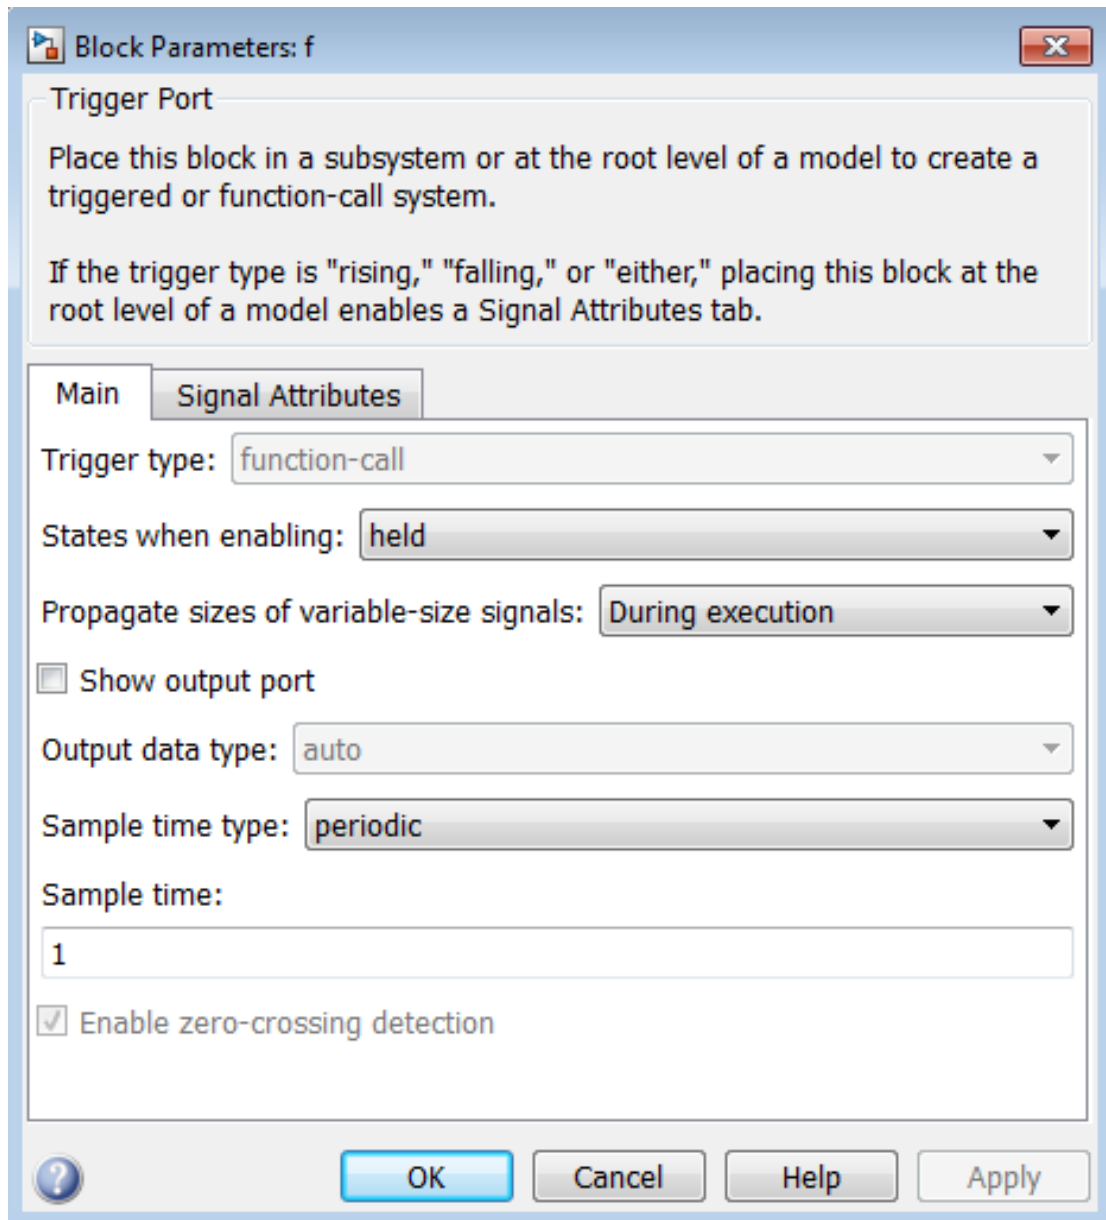 Block Parameters: f
Trigger Port
Place this block in a subsystem or at the root level of a model to create a
triggered or function-call system.
If the trigger type is "rising," "falling," or "either," placing this block at the
root level of a model enables a Signal Attributes tab.
Main Signal Attributes
Trigger type: function-call
States when enabling: held
Propagate sizes of variable-size signals: During execution
Show output port
Output data type: auto
Sample time type: periodic
Sample time:
1
Enable zero-crossing detection
? OK Cancel Help Apply